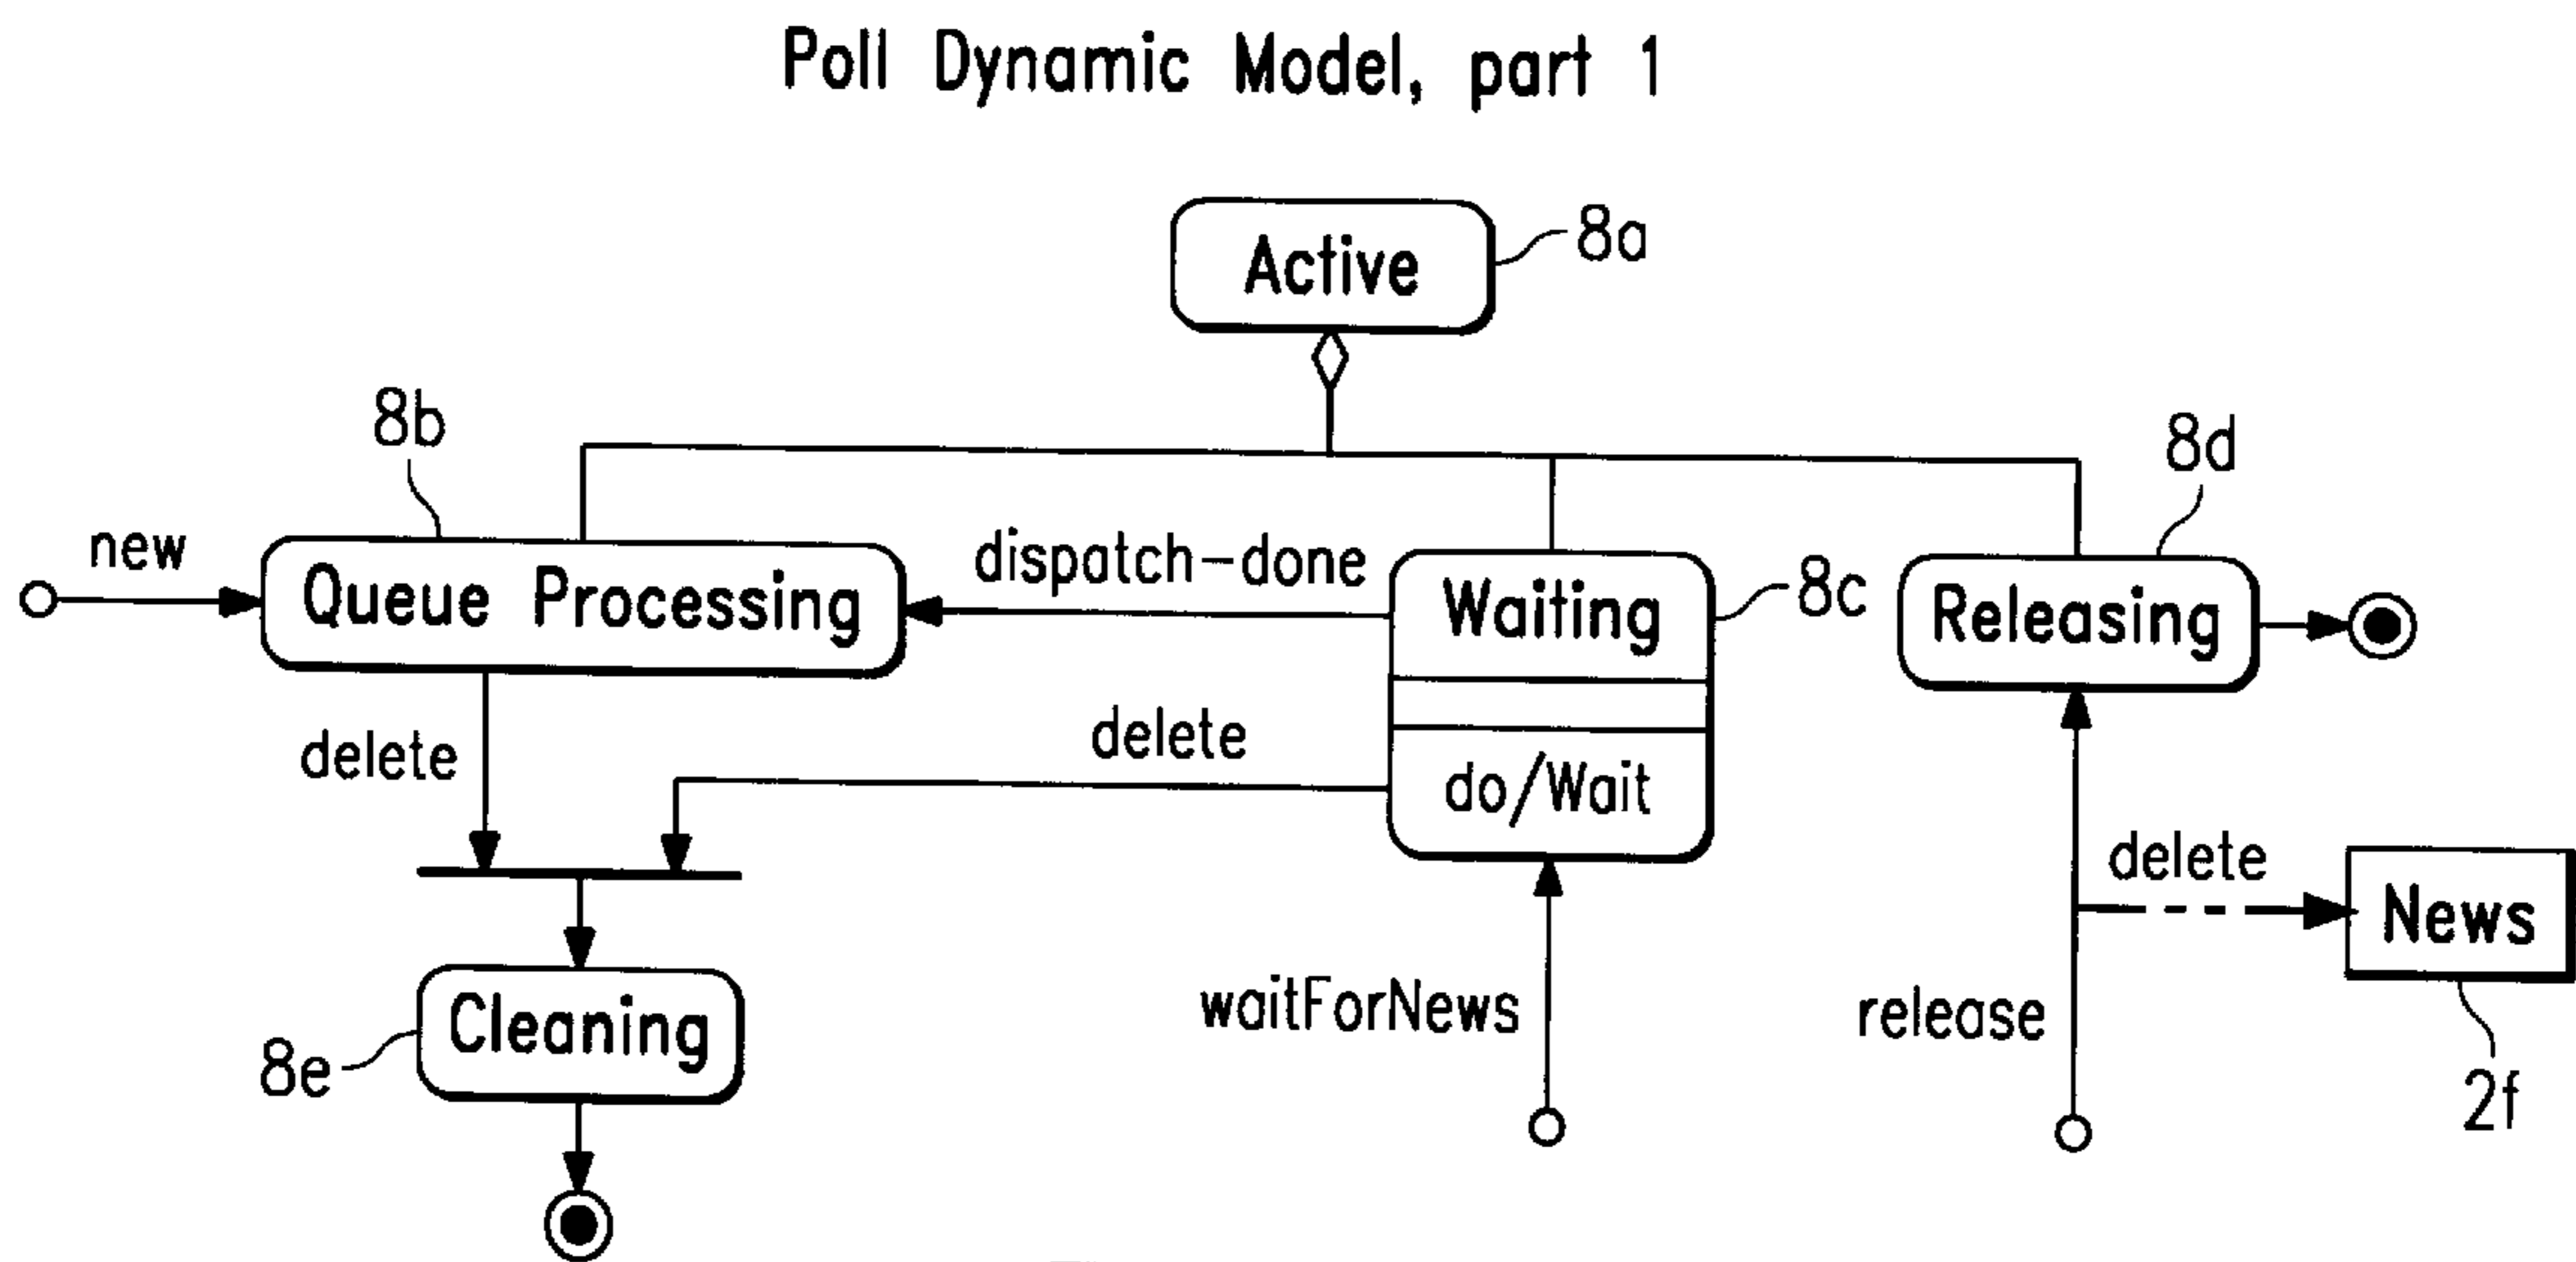 Poll Dynamic Model, part 1
Active
8a
8b
8d
new
Queue Processing
dispatch-done
Waiting
8c
Releasing
delete
delete
do/Wait
delete
News
Cleaning
8e
waitForNews
release
2f